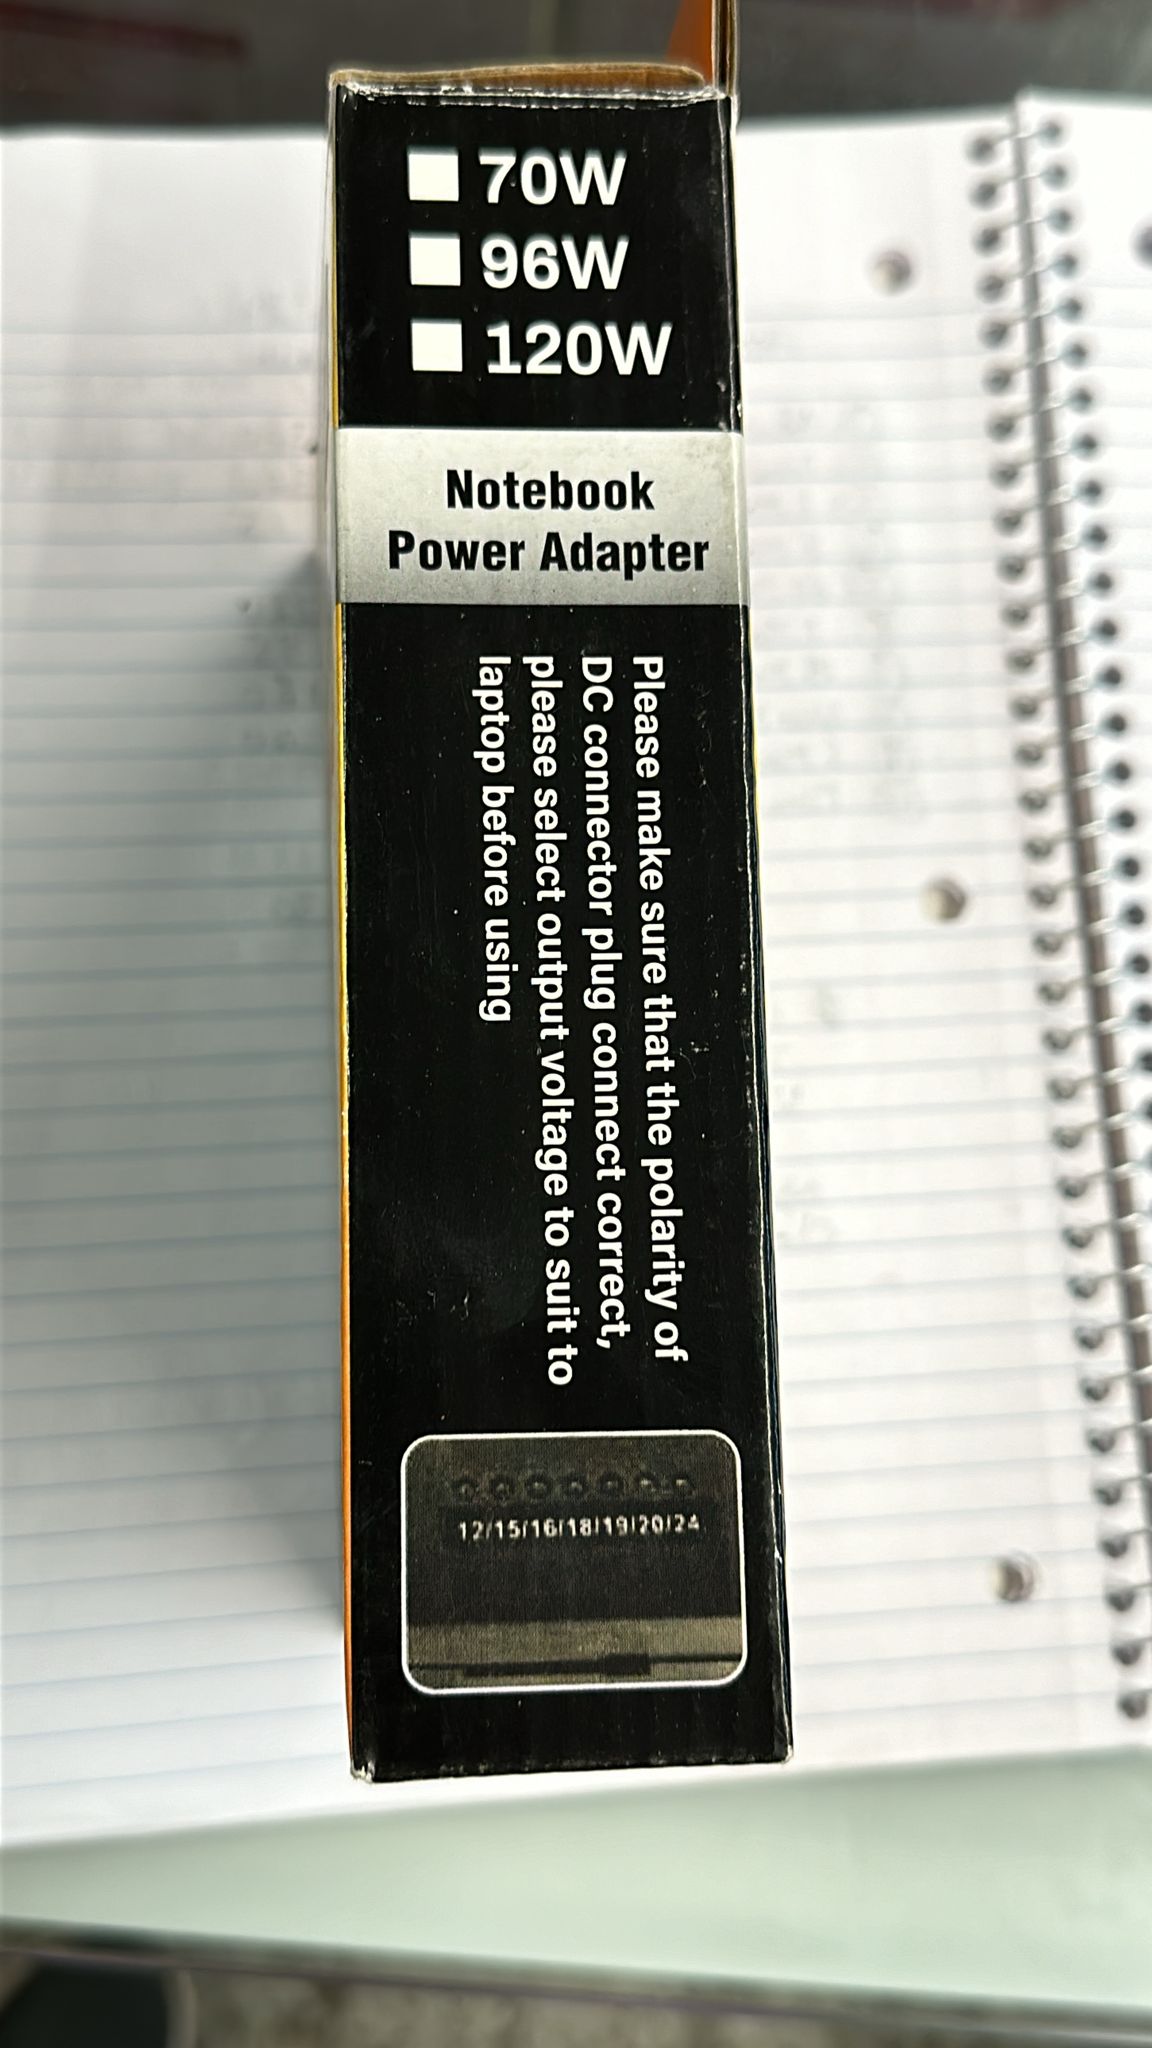 70W
96W
120W
Notebook
Power Adapter
Please make sure that the polarity of
DC connector plug connect correct,
please select output voltage to suit to
laptop before using
12/15/16/18/19/20/24